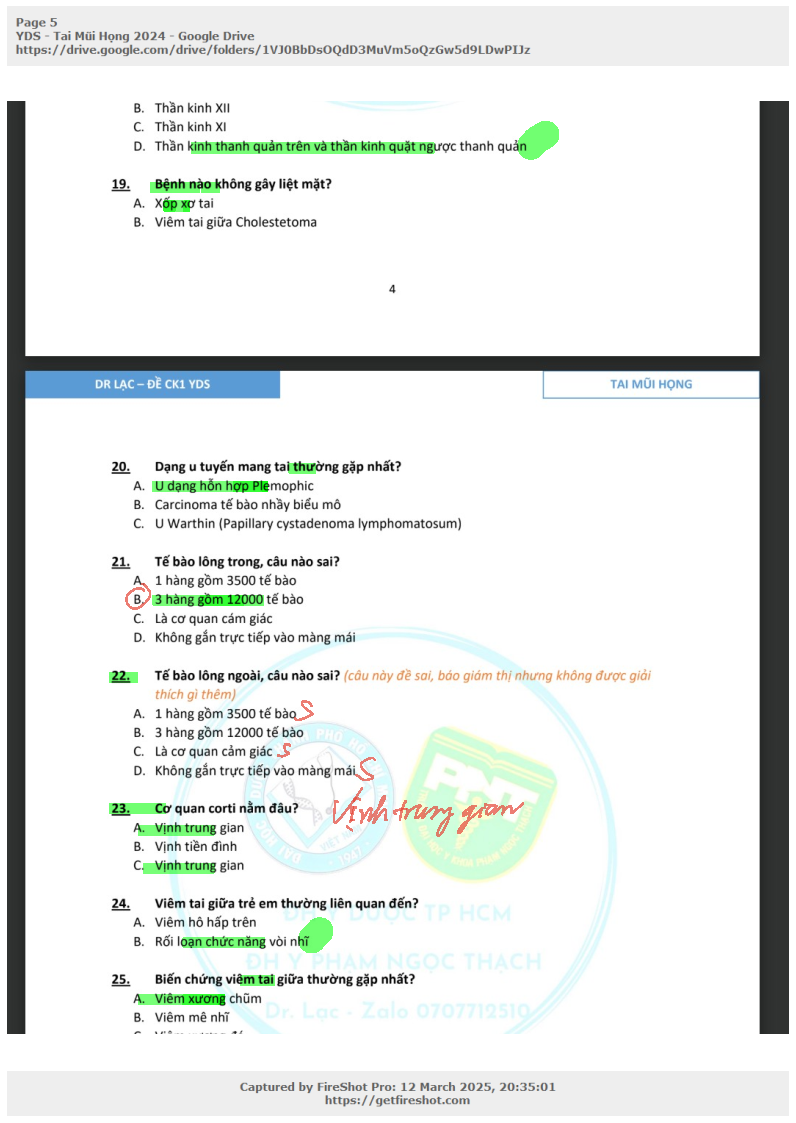 Page 5
YDS - Tai Mũi Họng 2024 - Google Drive
https://drive.google.com/drive/folders/1VJ0BbDsOQdD3MuVm5oQzGw5d9LDwPIJz
B. Thần kinh XII
C. Thần kinh XI
D. Thần kinh thanh quản trên và thần kinh quặt ngược thanh quản
19. Bệnh nào không gây liệt mặt?
A. Xốp xơ tai
B. Viêm tai giữa Cholestetoma
4
DR LẠC – ĐỀ CK1 YDS
TAI MŨI HỌNG
20. Dạng u tuyến mang tai thường gặp nhất?
A. U dạng hỗn hợp Plemophic
B. Carcinoma tế bào nhầy biểu mô
C. U Warthin (Papillary cystadenoma lymphomatosum)
21. Tế bào lông trong, câu nào sai?
A. 1 hàng gồm 3500 tế bào
B. 3 hàng gồm 12000 tế bào
C. Là cơ quan cám giác
D. Không gắn trực tiếp vào màng mái
22. Tế bào lông ngoài, câu nào sai? (câu này đề sai, báo giám thị nhưng không được giải
thích gì thêm)
A. 1 hàng gồm 3500 tế bào S
B. 3 hàng gồm 12000 tế bào
C. Là cơ quan cảm giác S
D. Không gắn trực tiếp vào màng mái S
23. Cơ quan corti nằm đâu? Vịnh trung gian
A. Vịnh trung gian
B. Vịnh tiền đình
C. Vịnh trung gian
24. Viêm tai giữa trẻ em thường liên quan đến?
A. Viêm hô hấp trên
B. Rối loạn chức năng vòi nhĩ
25. Biến chứng viêm tai giữa thường gặp nhất?
A. Viêm xương chũm
B. Viêm mê nhĩ
PNT
1947
ĐH Y DƯỢC TP HCM
ĐH Y PHẠM NGỌC THẠCH
Dr. Lạc - Zalo 0707712510
Captured by FireShot Pro: 12 March 2025, 20:35:01
https://getfireshot.com